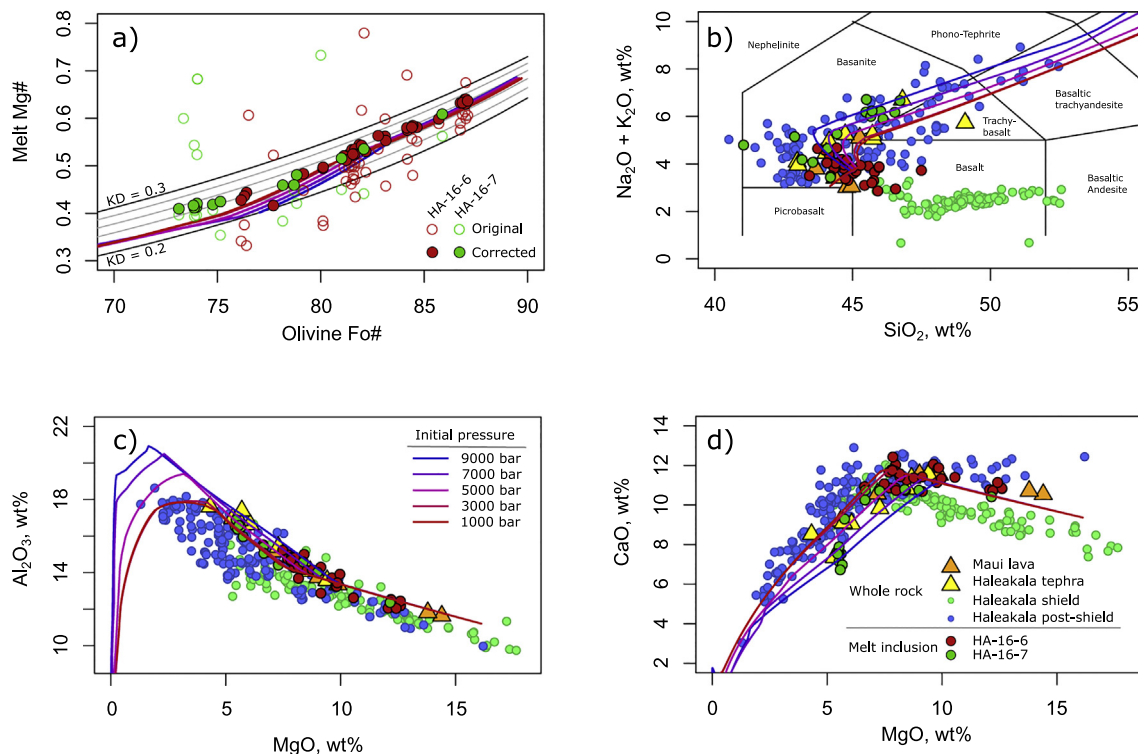 a)
Melt Mg#
0.8
0.7
0.6
0.5
0.4
0.3
KD = 0.3
KD = 0.2
HA-16-6
HA-16-7
Original
Corrected
70 75 80 85 90
Olivine Fo#
b)
Na2O + K2O, wt%
10
8
6
4
2
0
Nephelinite
Phono-Tephrite
Basanite
Basaltic
trachyandesite
Trachy-
basalt
Basalt
Basaltic
Andesite
Picrobasalt
40 45 50 55
SiO2, wt%
c)
Al2O3, wt%
22
18
14
10
Initial pressure
9000 bar
7000 bar
5000 bar
3000 bar
1000 bar
0 5 10 15
MgO, wt%
d)
CaO, wt%
14
12
10
8
6
4
2
Whole rock
Maui lava
Haleakala tephra
Haleakala shield
Haleakala post-shield
Melt inclusion
HA-16-6
HA-16-7
0 5 10 15
MgO, wt%